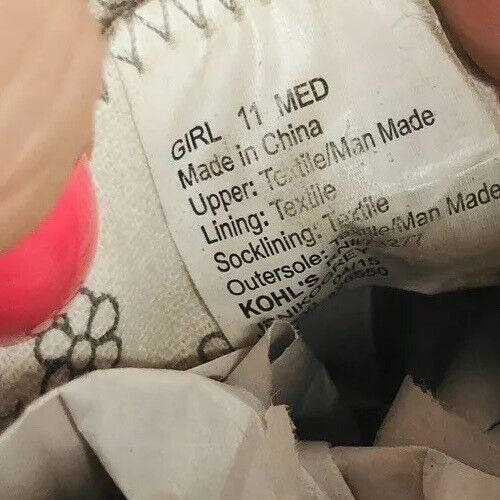 GIRL 11 MED
Made in China
Upper: Textile/Man Made
Lining: Textile
Socklining: Textile
Outersole: Textile/Man Made
KOHL'S